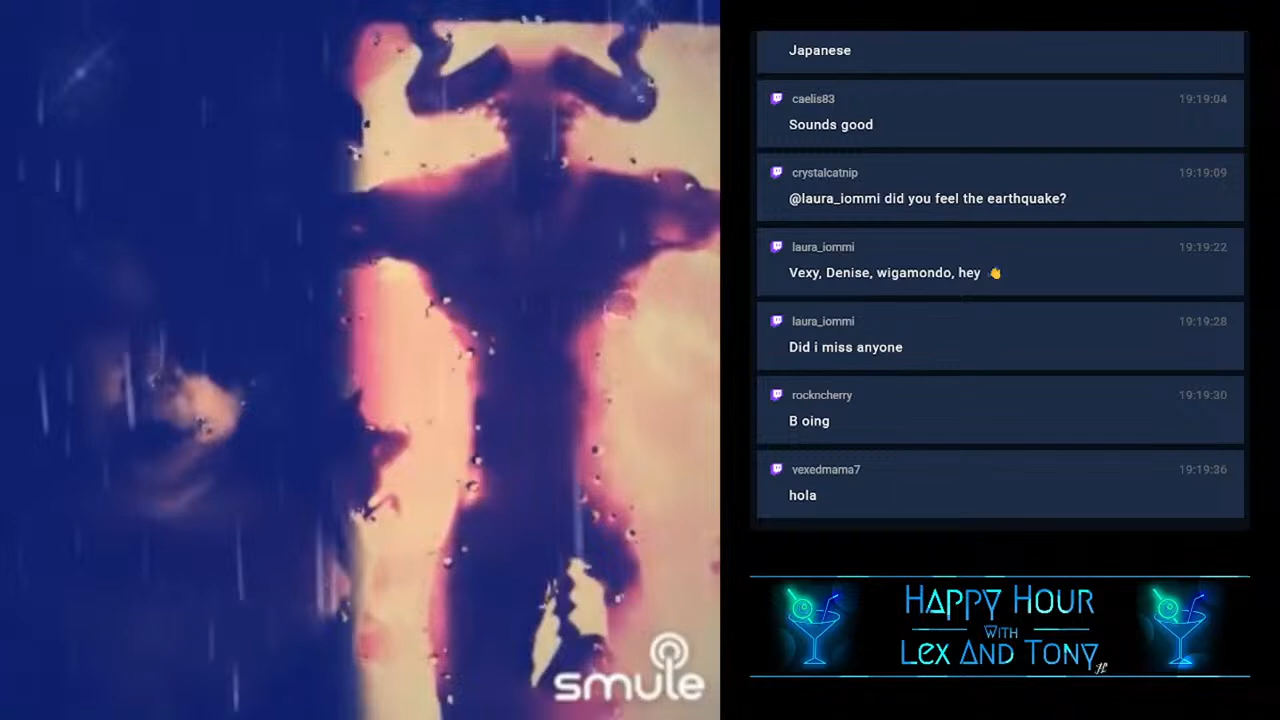 Japanese
caelis83 19:19:04
Sounds good
crystalcatnip 19:19:09
@laura_iommi did you feel the earthquake?
laura_iommi 19:19:22
Vexy, Denise, wigamondo, hey 👋
laura_iommi 19:19:28
Did i miss anyone
rockncherry 19:19:30
B oing
vexedmama7 19:19:36
hola
smule
HAPPY HOUR
WITH
LEX AND TONY